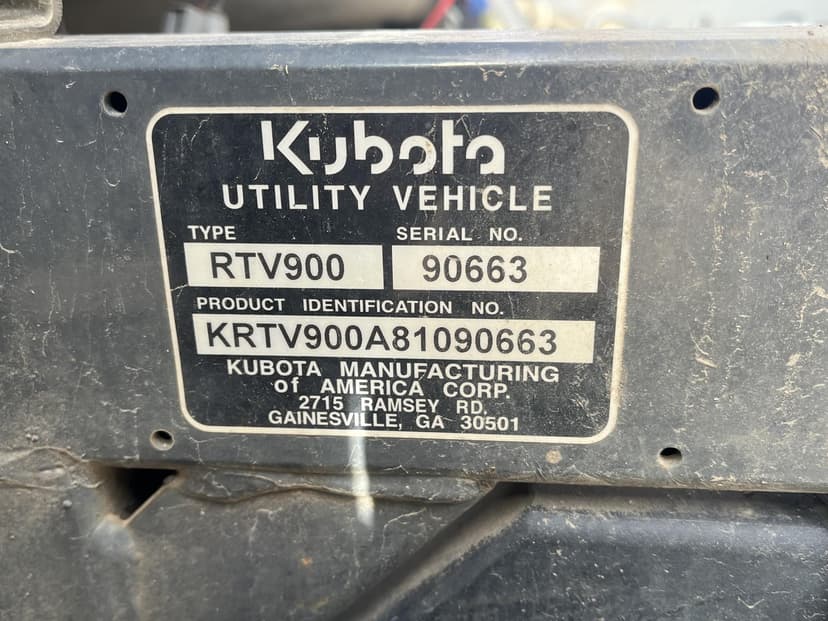 Kubota
UTILITY VEHICLE
TYPE SERIAL NO.
RTV900 90663
PRODUCT IDENTIFICATION NO.
KRTV900A81090663
KUBOTA MANUFACTURING
of AMERICA CORP.
2715 RAMSEY RD.
GAINESVILLE, GA 30501